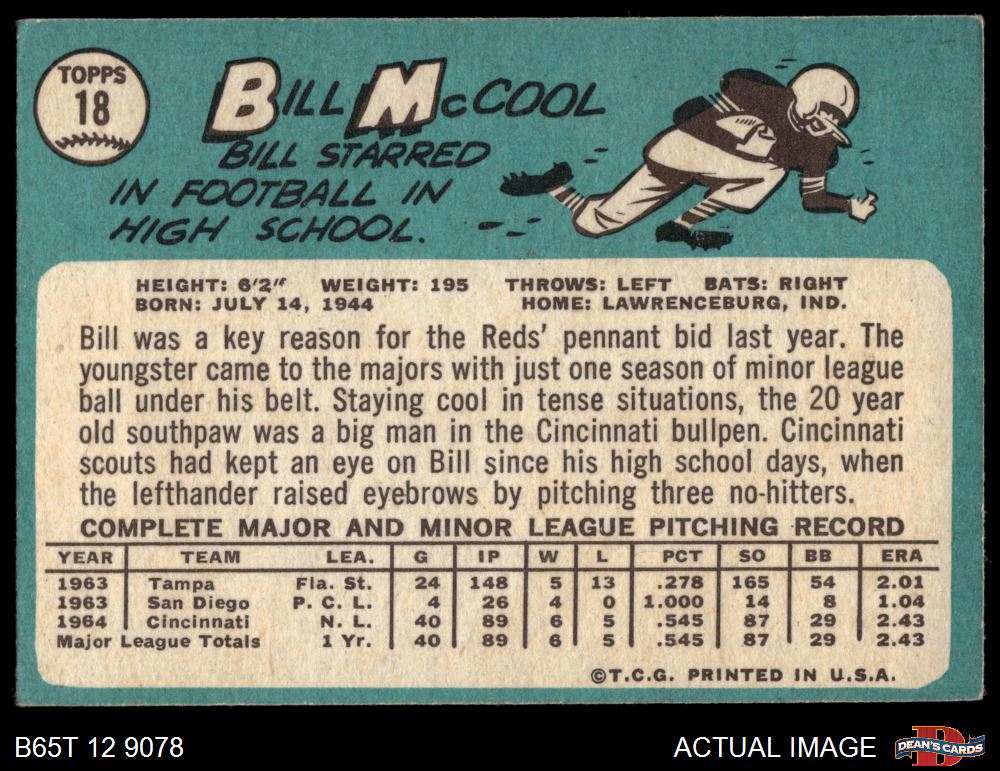 TOPPS
18
BILL McCOOL
BILL STARRED
IN FOOTBALL IN
HIGH SCHOOL.
HEIGHT: 6'2" WEIGHT: 195 THROWS: LEFT BATS: RIGHT
BORN: JULY 14, 1944 HOME: LAWRENCEBURG, IND.
Bill was a key reason for the Reds' pennant bid last year. The
youngster came to the majors with just one season of minor league
ball under his belt. Staying cool in tense situations, the 20 year
old southpaw was a big man in the Cincinnati bullpen. Cincinnati
scouts had kept an eye on Bill since his high school days, when
the lefthander raised eyebrows by pitching three no-hitters.
COMPLETE MAJOR AND MINOR LEAGUE PITCHING RECORD
YEAR TEAM LEA. G IP W L PCT SO BB ERA
1963 Tampa Fla. St. 24 148 5 13 .278 165 54 2.01
1963 San Diego P. C. L. 4 26 4 0 1.000 14 8 1.04
1964 Cincinnati N. L. 40 89 6 5 .545 87 29 2.43
Major League Totals 1 Yr. 40 89 6 5 .545 87 29 2.43
©T.C.G. PRINTED IN U.S.A.
B65T 12 9078
ACTUAL IMAGE
D
DEAN'S CARDS